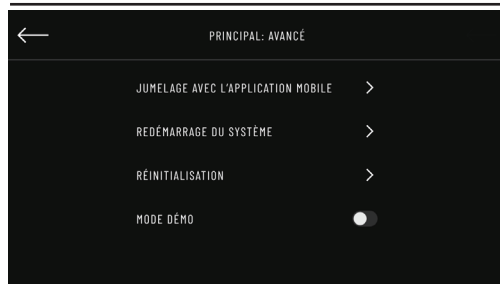 PRINCIPAL: AVANCÉ
JUMELAGE AVEC L'APPLICATION MOBILE
REDÉMARRAGE DU SYSTÈME
RÉINITIALISATION
MODE DÉMO